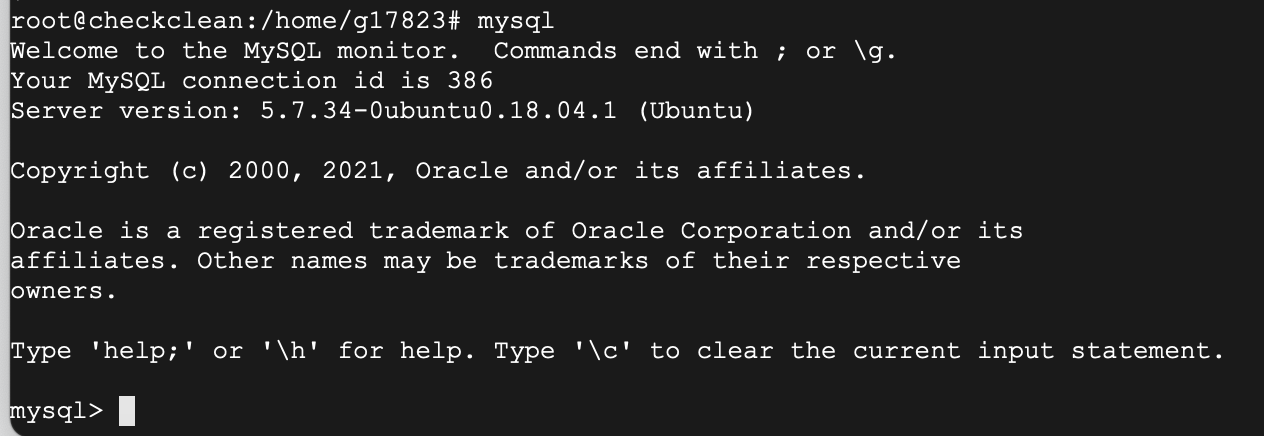 root@checkclean:/home/g17823# mysql
Welcome to the MySQL monitor.  Commands end with ; or \g.
Your MySQL connection id is 386
Server version: 5.7.34-0ubuntu0.18.04.1 (Ubuntu)
Copyright (c) 2000, 2021, Oracle and/or its affiliates.
Oracle is a registered trademark of Oracle Corporation and/or its
affiliates. Other names may be trademarks of their respective
owners.
Type 'help;' or '\h' for help. Type '\c' to clear the current input statement.
mysql>